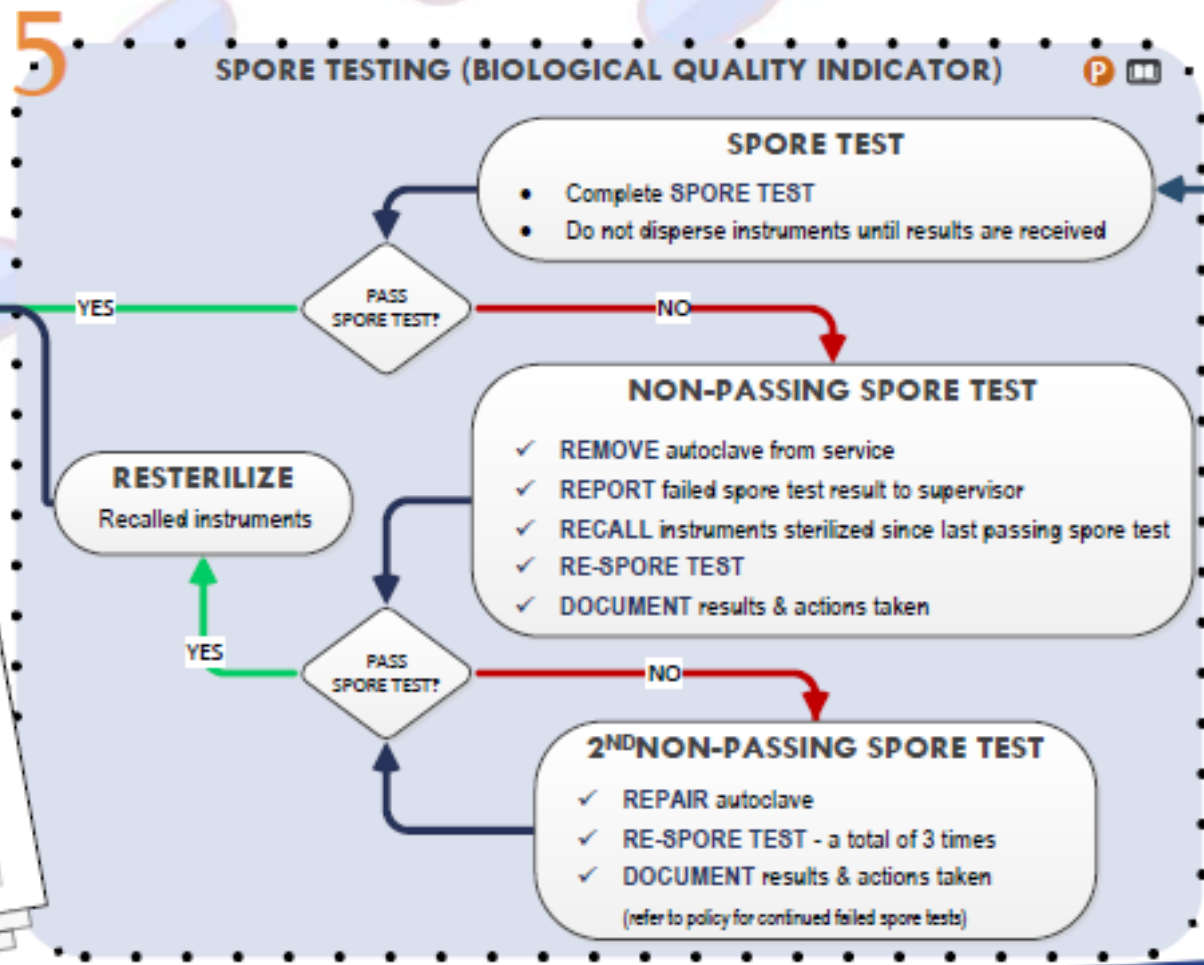 5
SPORE TESTING (BIOLOGICAL QUALITY INDICATOR)
P
SPORE TEST
• Complete SPORE TEST
• Do not disperse instruments until results are received
PASS
SPORE TEST?
YES
NO
NON-PASSING SPORE TEST
✓ REMOVE autoclave from service
✓ REPORT failed spore test result to supervisor
✓ RECALL instruments sterilized since last passing spore test
✓ RE-SPORE TEST
✓ DOCUMENT results & actions taken
RESTERILIZE
Recalled instruments
PASS
SPORE TEST?
YES
NO
2NDNON-PASSING SPORE TEST
✓ REPAIR autoclave
✓ RE-SPORE TEST - a total of 3 times
✓ DOCUMENT results & actions taken
(refer to policy for continued failed spore tests)